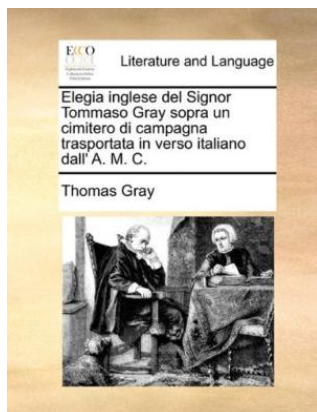 ECCO
Literature and Language
Elegia inglese del Signor
Tommaso Gray sopra un
cimitero di campagna
trasportata in verso italiano
dall' A. M. C.
Thomas Gray